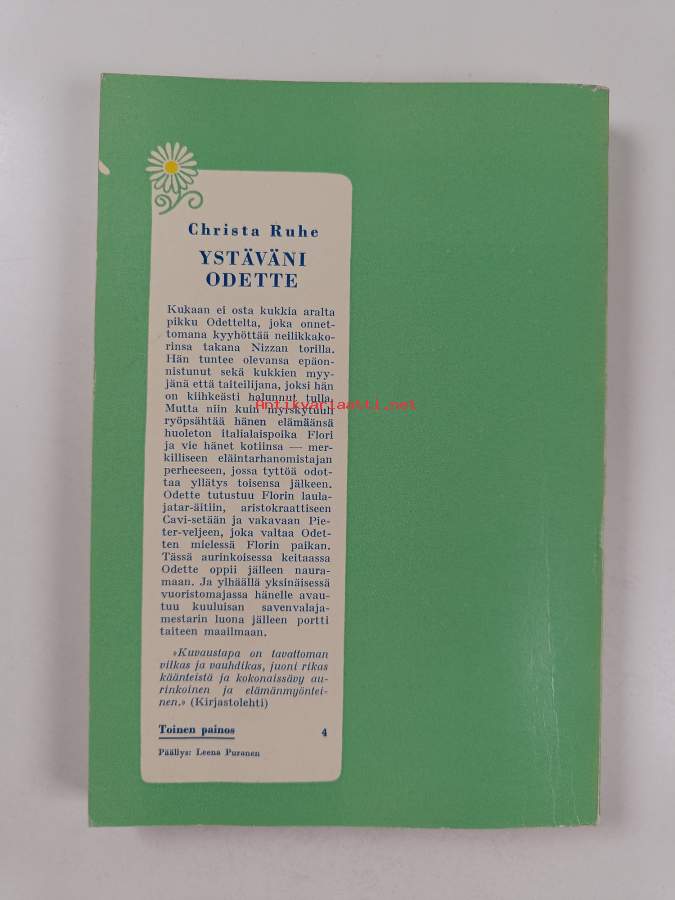 Christa Ruhe
YSTÄVÄNI
ODETTE
Kukaan ei osta kukkia aralta
pikku Odettelta, joka onnet-
tomana kyyhöttää neilikkako-
rinsa takana Nizzan torilla.
Hän tuntee olevansa epäon-
nistunut sekä kukkien myy-
jänä että taiteilijana, joksi hän
on kiihkeästi halunnut tulla.
Antikvariaatti.net
Mutta niin kuin myrskytuuli
ryöpsähtää hänen elämäänsä
huoleton italialaispoika Flori
ja vie hänet kotiinsa — mer-
killiseen eläintarhanomistajan
perheeseen, jossa tyttöä odot-
taa yllätys toisensa jälkeen.
Odette tutustuu Florin laula-
jatar-äitiin, aristokraattiseen
Cavi-setään ja vakavaan Pie-
ter-veljeen, joka valtaa Odet-
ten mielessä Florin paikan.
Tässä aurinkoisessa keitaassa
Odette oppii jälleen naura-
maan. Ja ylhäällä yksinäisessä
vuoristomajassa hänelle avau-
tuu kuuluisan savenvalaja-
mestarin luona jälleen portti
taiteen maailmaan.
»Kuvaustapa on tavattoman
vilkas ja vauhdikas, juoni rikas
käänteistä ja kokonaissävy au-
rinkoinen ja elämänmyöntei-
nen.» (Kirjastolehti)
Toinen painos 4
Päällys: Leena Puranen